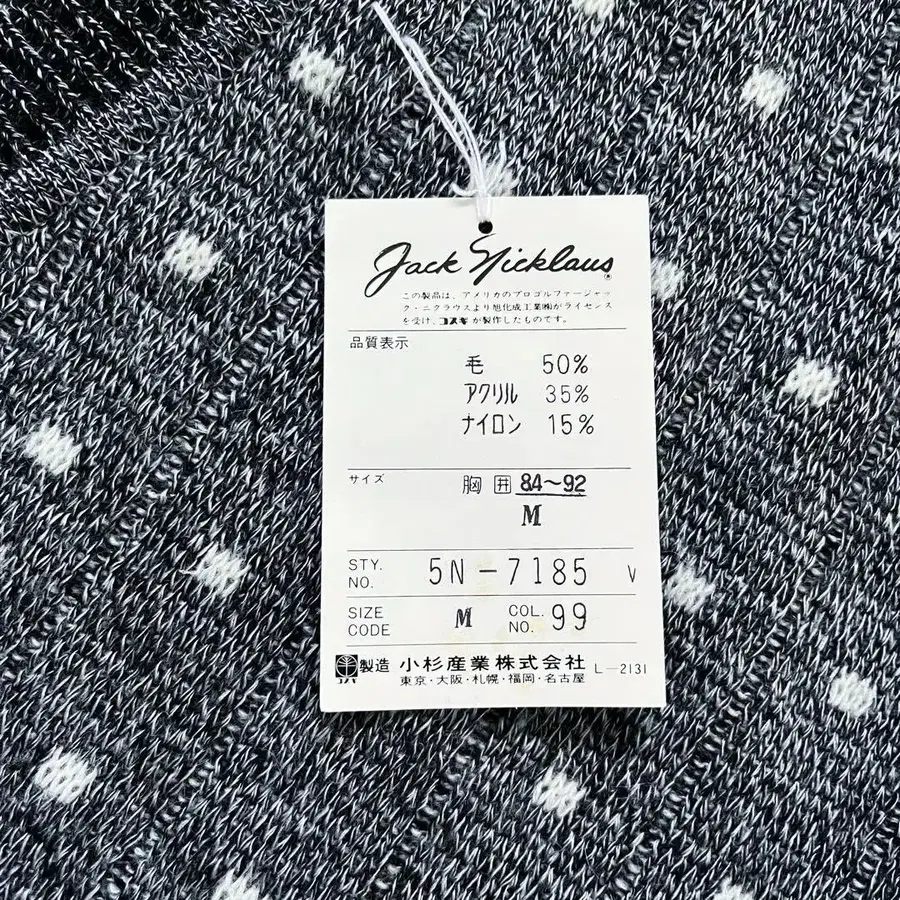 Jack Nicklaus
この製品は、アメリカのプロゴルファージャッ
ク・ニクラウスより旭化成工業㈱がライセンス
を受け、コスギが製作したものです。
品質表示
毛 50%
アクリル 35%
ナイロン 15%
サイズ 胸囲 84〜92
M
STY. NO. 5N-7185 V
SIZE CODE M COL. NO. 99
製造 小杉産業株式会社 L-2131
東京・大阪・札幌・福岡・名古屋